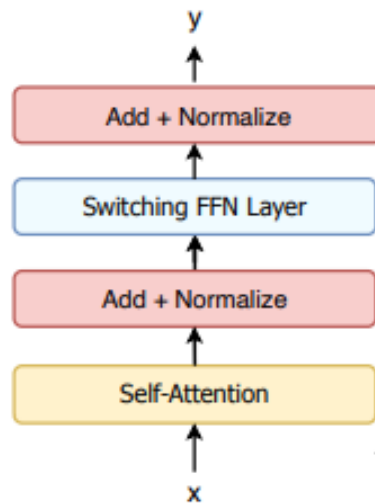 y
Add + Normalize
Switching FFN Layer
Add + Normalize
Self-Attention
x